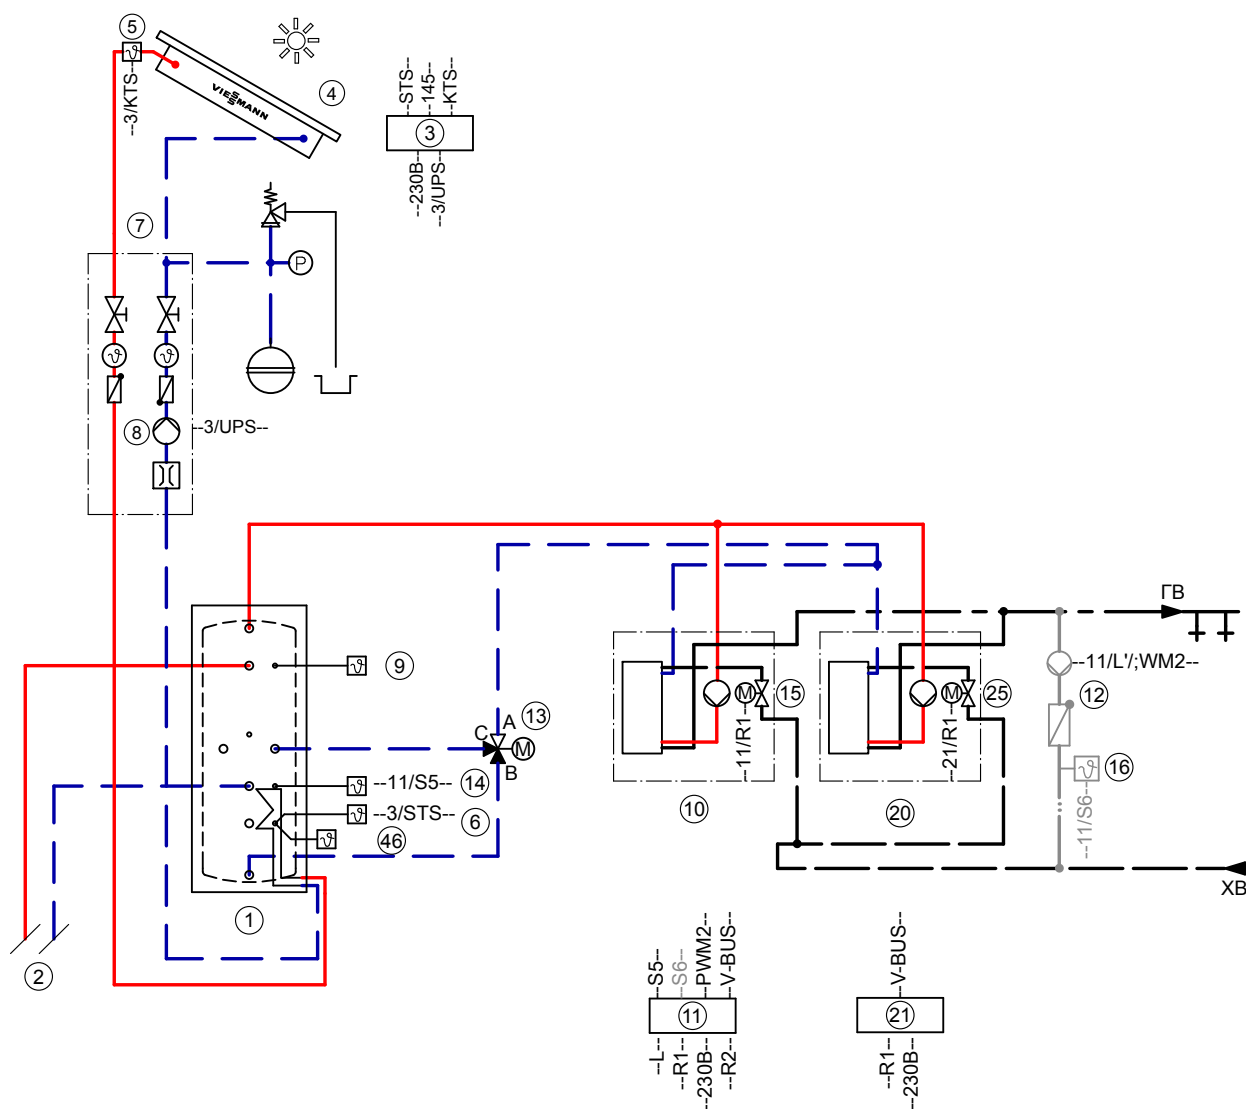 5
--3/KTS--
VIESSMANN
4
--STS--
--145--
--KTS--
3
--230B--
--3/UPS--
7
P
8
--3/UPS--
9
C
A
13
M
B
--11/S5--
14
--3/STS--
6
46
1
2
ГВ
M
15
--11/R1--
10
M
25
--21/R1--
20
--11/L'/;WM2--
12
16
--11/S6--
ХВ
--S5--
--S6--
--PWM2--
--V-BUS--
11
--L--
--R1--
--230B--
--R2--
--V-BUS--
21
--R1--
--230B--